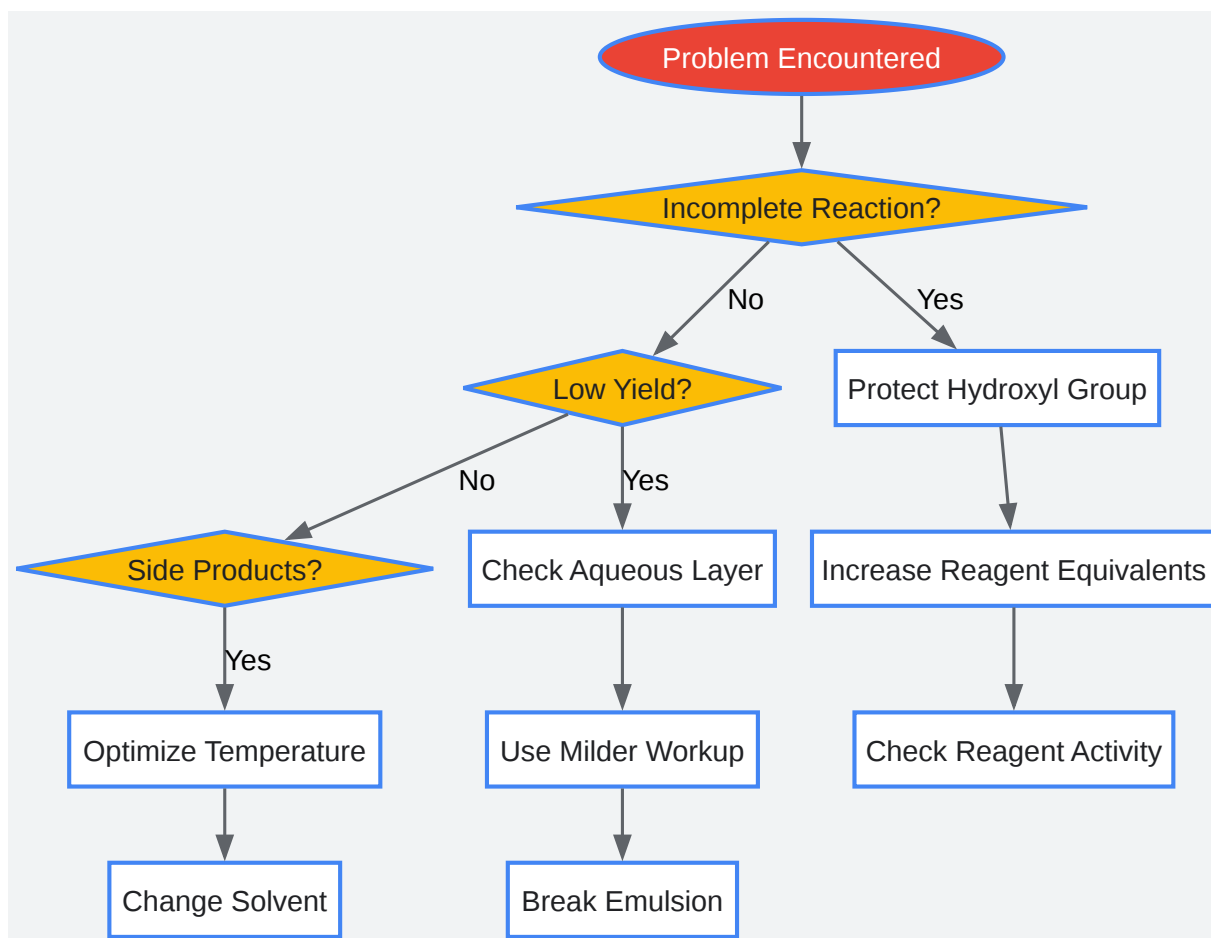 Problem Encountered
Incomplete Reaction?
No
Yes
Low Yield?
Protect Hydroxyl Group
No
Yes
Side Products?
Check Aqueous Layer
Increase Reagent Equivalents
Yes
Optimize Temperature
Use Milder Workup
Check Reagent Activity
Change Solvent
Break Emulsion